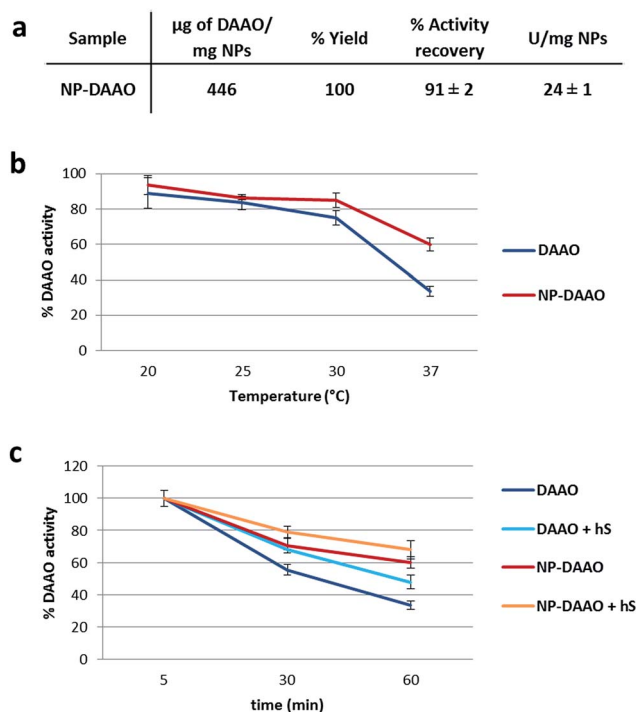 a
Sample
µg of DAAO/
mg NPs
% Yield
% Activity
recovery
U/mg NPs
NP-DAAO 446 100 91 ± 2 24 ± 1
b
% DAAO activity
100
80
60
40
20
0
20 25 30 37
Temperature (°C)
DAAO
NP-DAAO
c
% DAAO activity
120
100
80
60
40
20
0
5 30 60
time (min)
DAAO
DAAO + hS
NP-DAAO
NP-DAAO + hS